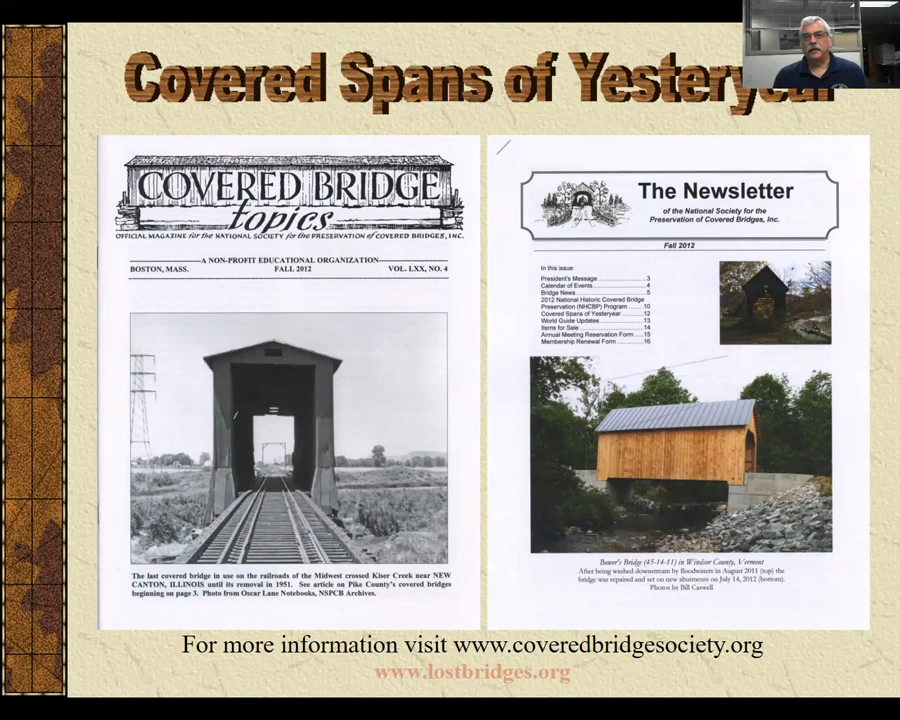 Covered Spans of Yesteryear
COVERED BRIDGE
topics
OFFICIAL MAGAZINE for the NATIONAL SOCIETY for the PRESERVATION of COVERED BRIDGES, INC.
A NON-PROFIT EDUCATIONAL ORGANIZATION
BOSTON, MASS. FALL 2012 VOL. LXX, NO. 4
The last covered bridge in use on the railroads of the Midwest crossed Kiser Creek near NEW
CANTON, ILLINOIS until its removal in 1951. See article on Pike County's covered bridges
beginning on page 3. Photo from Oscar Lane Notebooks, NSPCB Archives.
The Newsletter
of the National Society for the
Preservation of Covered Bridges, Inc.
Fall 2012
In this issue:
President's Message 3
Calendar of Events 4
Bridge News 5
2012 National Historic Covered Bridge
Preservation (NHCBP) Program 10
Covered Spans of Yesteryear 12
World Guide Updates 13
Items for Sale 14
Annual Meeting Reservation Form 15
Membership Renewal Form 16
Bower's Bridge (45-14-11) in Windsor County, Vermont
After being washed downstream by floodwaters in August 2011 (top) the
bridge was repaired and set on new abutments on July 14, 2012 (bottom).
Photos by Bill Caswell
For more information visit www.coveredbridgesociety.org
www.lostbridges.org